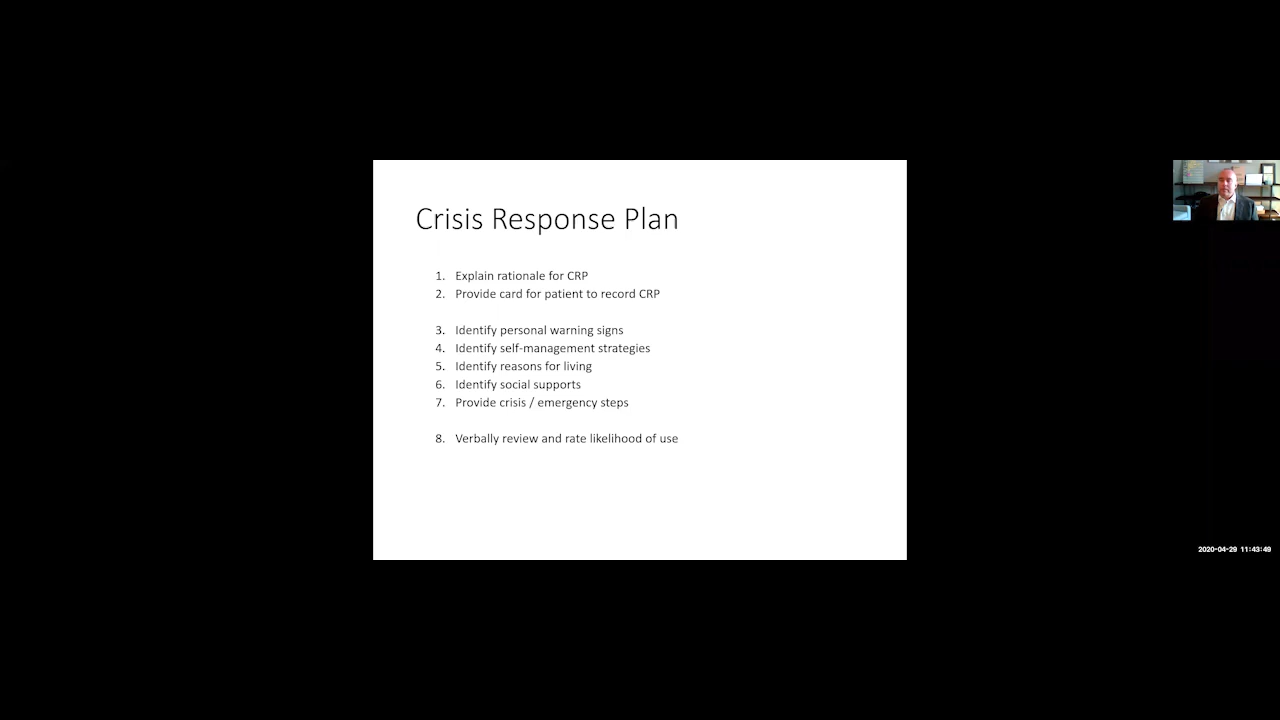 Crisis Response Plan
1. Explain rationale for CRP
2. Provide card for patient to record CRP
3. Identify personal warning signs
4. Identify self-management strategies
5. Identify reasons for living
6. Identify social supports
7. Provide crisis / emergency steps
8. Verbally review and rate likelihood of use
2020-04-29 11:43:49